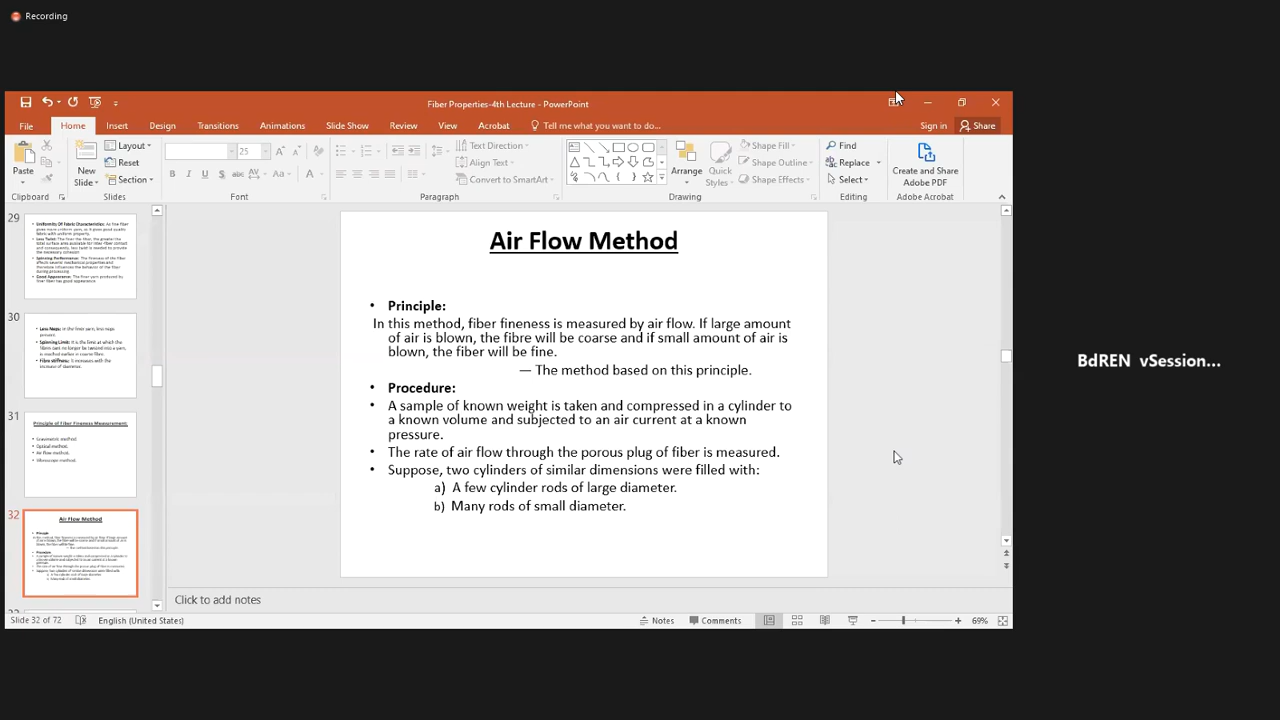 Recording
Fiber Properties-4th Lecture - PowerPoint
File Home Insert Design Transitions Animations Slide Show Review View Acrobat Tell me what you want to do... Sign in Share
Paste
New Slide
Layout
Reset
Section
25
B I U S abc AV Aa A
Text Direction
Align Text
Convert to SmartArt
Arrange
Quick Styles
Shape Fill
Shape Outline
Shape Effects
Find
Replace
Select
Create and Share
Adobe PDF
Clipboard Slides Font Paragraph Drawing Editing Adobe Acrobat
29
30
31
Principle of Fiber Fineness Measurement:
Gravimetric method.
Optical method.
Air flow method.
Microscope method.
32
Air Flow Method
Air Flow Method
• Principle:
In this method, fiber fineness is measured by air flow. If large amount
of air is blown, the fibre will be coarse and if small amount of air is
blown, the fiber will be fine.
— The method based on this principle.
• Procedure:
• A sample of known weight is taken and compressed in a cylinder to
a known volume and subjected to an air current at a known
pressure.
• The rate of air flow through the porous plug of fiber is measured.
• Suppose, two cylinders of similar dimensions were filled with:
a) A few cylinder rods of large diameter.
b) Many rods of small diameter.
Click to add notes
Slide 32 of 72 English (United States) Notes Comments 69%
BdREN vSession...